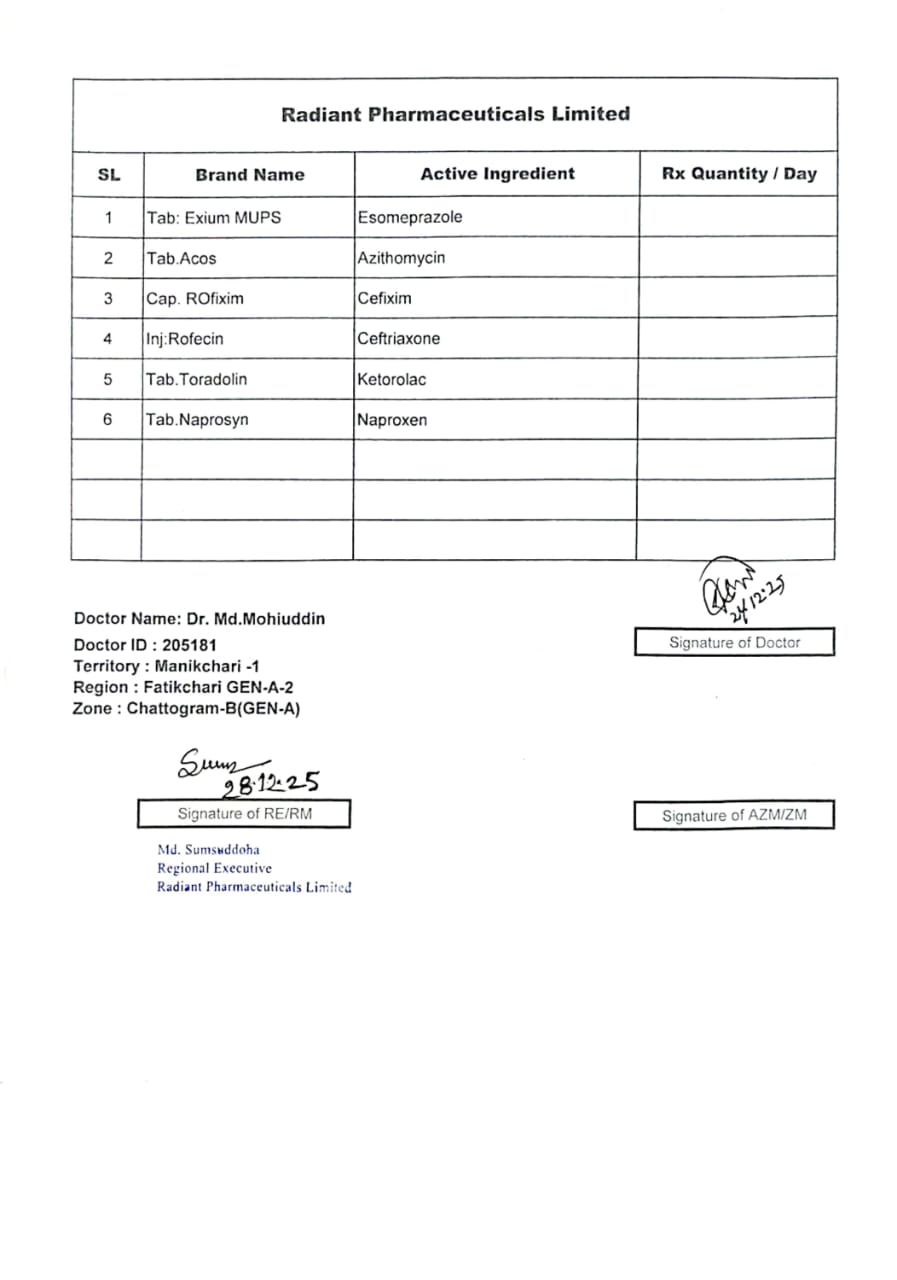 Radiant Pharmaceuticals Limited
SL Brand Name Active Ingredient Rx Quantity / Day
1 Tab: Exium MUPS Esomeprazole
2 Tab.Acos Azithomycin
3 Cap. ROfixim Cefixim
4 Inj:Rofecin Ceftriaxone
5 Tab.Toradolin Ketorolac
6 Tab.Naprosyn Naproxen
24.12.25
Signature of Doctor
Doctor Name: Dr. Md.Mohiuddin
Doctor ID : 205181
Territory : Manikchari -1
Region : Fatikchari GEN-A-2
Zone : Chattogram-B(GEN-A)
28.12.25
Signature of RE/RM
Signature of AZM/ZM
Md. Sumsuddoha
Regional Executive
Radiant Pharmaceuticals Limited